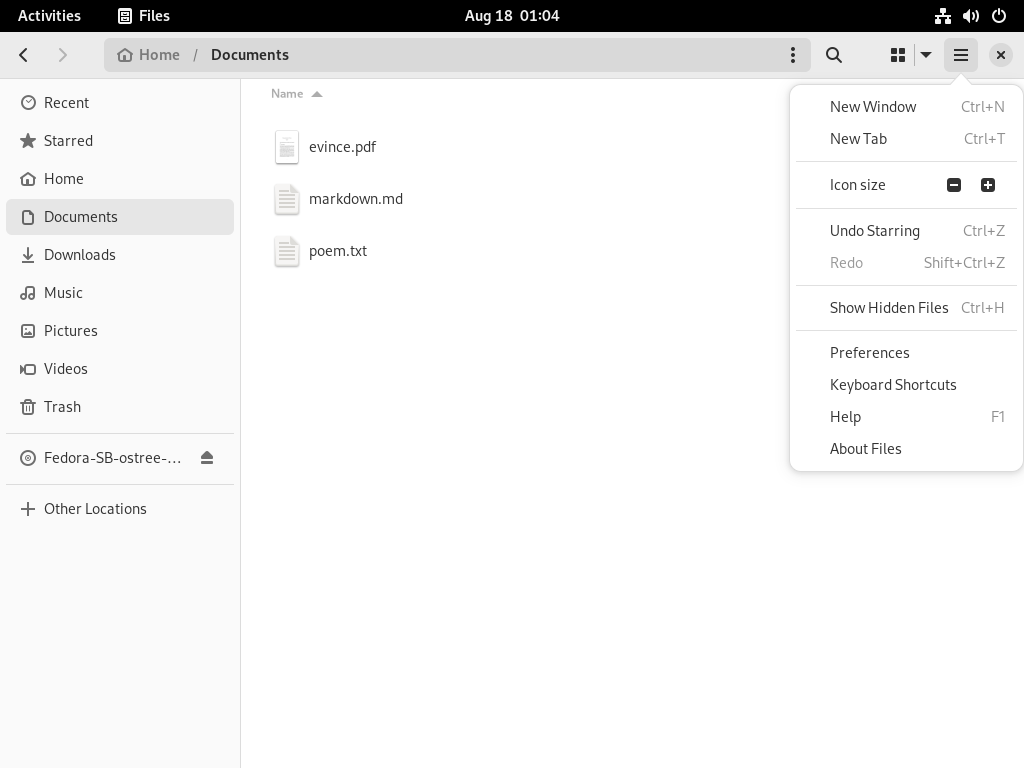 Activities Files Aug 18 01:04
Home / Documents
Recent
Starred
Home
Documents
Downloads
Music
Pictures
Videos
Trash
Fedora-SB-ostree-...
Other Locations
Name
evince.pdf
markdown.md
poem.txt
New Window Ctrl+N
New Tab Ctrl+T
Icon size
Undo Starring Ctrl+Z
Redo Shift+Ctrl+Z
Show Hidden Files Ctrl+H
Preferences
Keyboard Shortcuts
Help F1
About Files